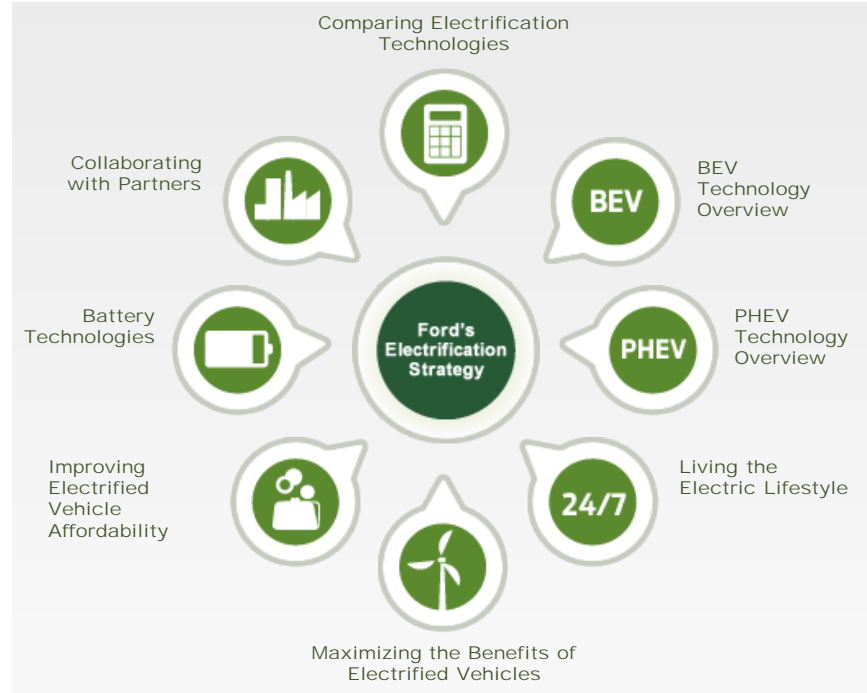 Comparing Electrification
Technologies
Collaborating
with Partners
BEV
BEV
Technology
Overview
Battery
Technologies
Ford's
Electrification
Strategy
PHEV
PHEV
Technology
Overview
Improving
Electrified
Vehicle
Affordability
24/7
Living the
Electric Lifestyle
Maximizing the Benefits of
Electrified Vehicles